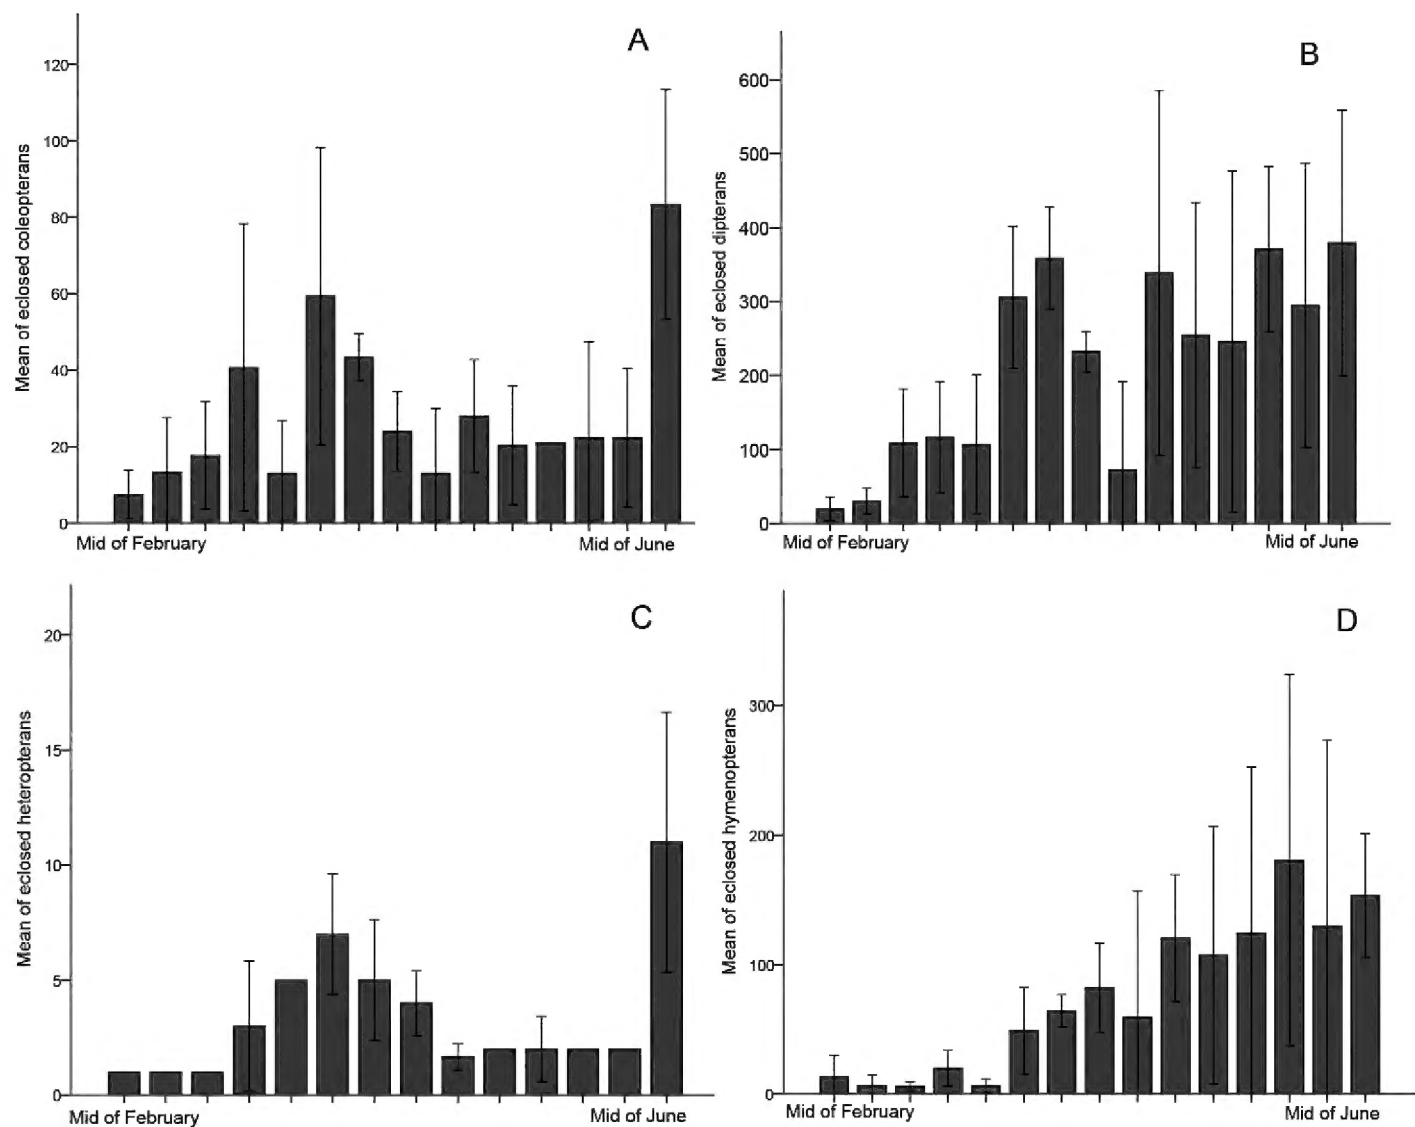 A
Mean of eclosed coleopterans
120
100
80
60
40
20
0
Mid of February
Mid of June
B
Mean of eclosed dipterans
600
500
400
300
200
100
0
Mid of February
Mid of June
C
Mean of eclosed heteropterans
20
15
10
5
0
Mid of February
Mid of June
D
Mean of eclosed hymenopterans
300
200
100
0
Mid of February
Mid of June